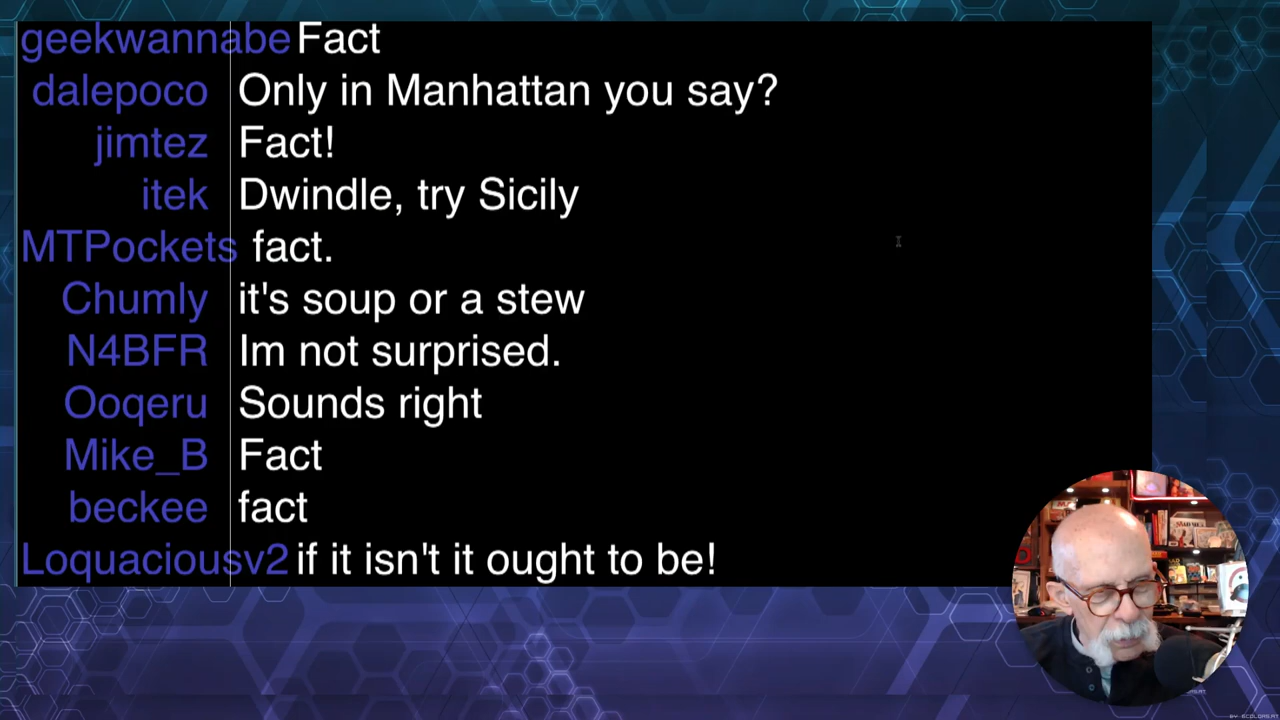 geekwannabe Fact
dalepoco Only in Manhattan you say?
jimtez Fact!
itek Dwindle, try Sicily
MTPockets fact.
Chumly it's soup or a stew
N4BFR Im not surprised.
Ooqeru Sounds right
Mike_B Fact
beckee fact
Loquaciousv2 if it isn't it ought to be!